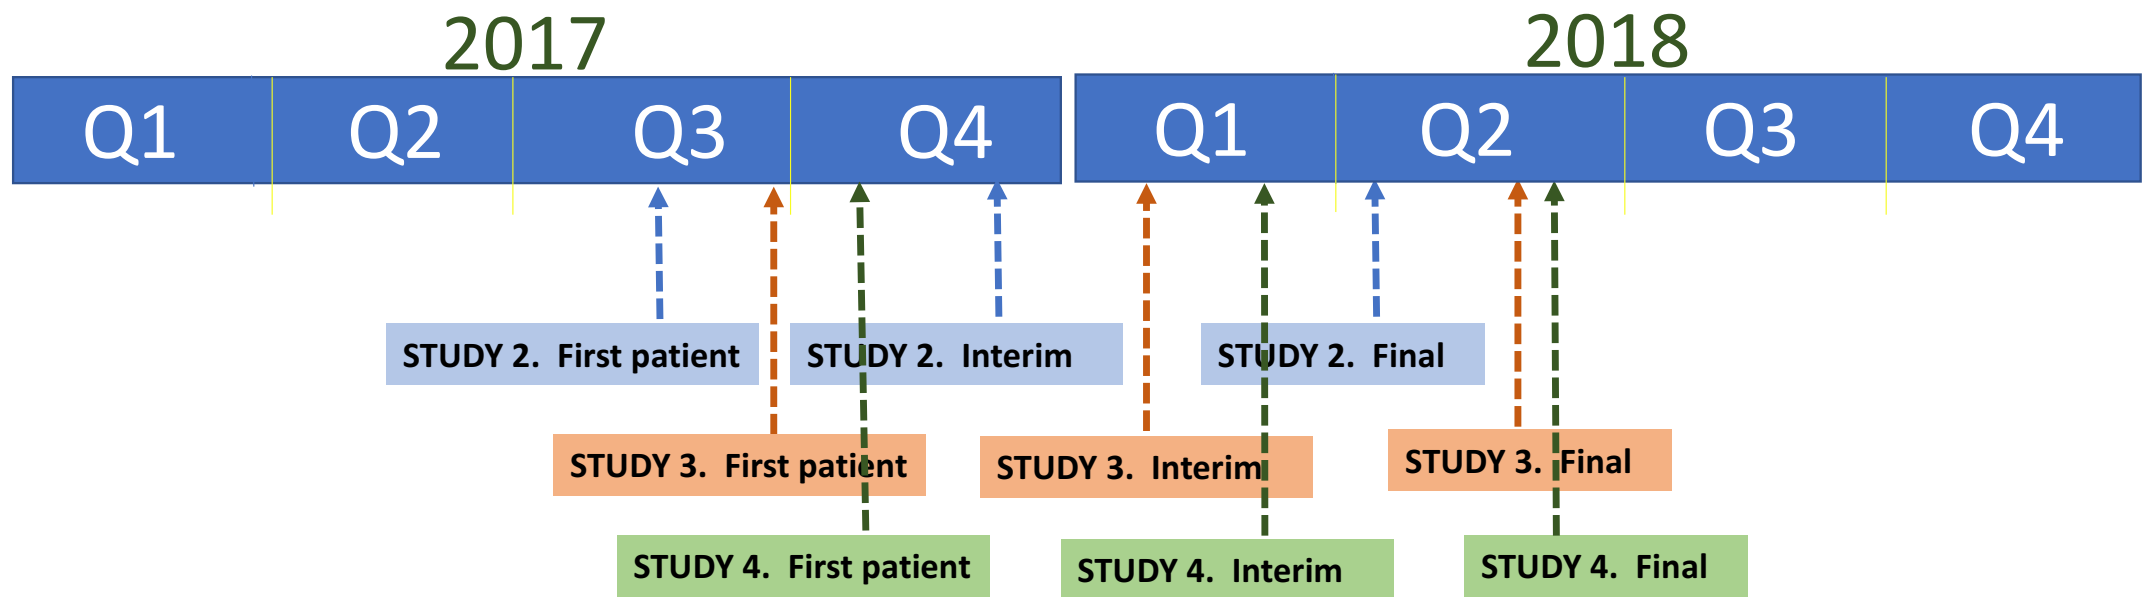 2017
2018
Q1 Q2 Q3 Q4 Q1 Q2 Q3 Q4
STUDY 2. First patient
STUDY 2. Interim
STUDY 2. Final
STUDY 3. First patient
STUDY 3. Interim
STUDY 3. Final
STUDY 4. First patient
STUDY 4. Interim
STUDY 4. Final